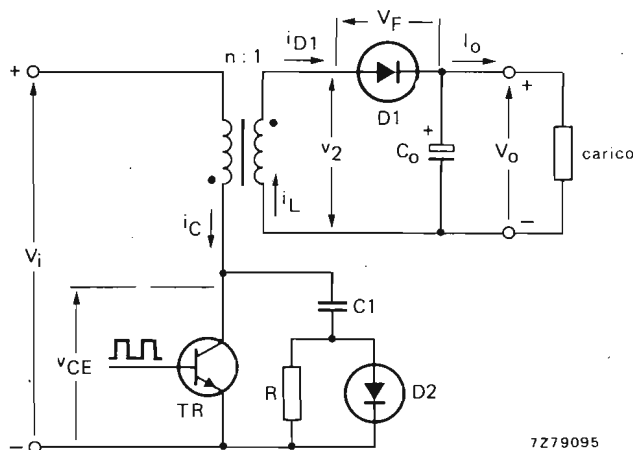 n : 1
i_D1
V_F
I_o
+
+
D1
+
v_2
C_o
V_o
carico
i_L
i_C
−
V_i
C1
v_CE
TR
R
D2
−
7Z79095